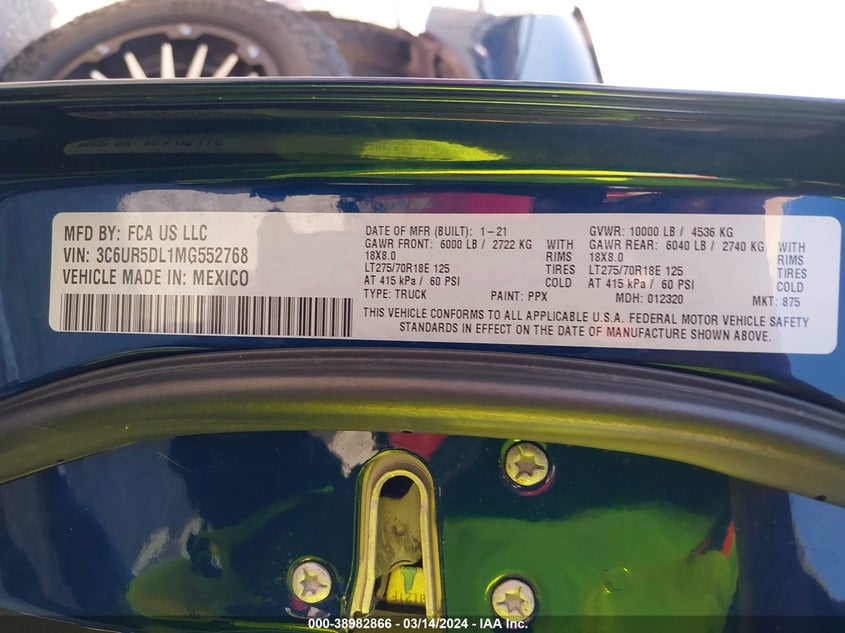 MFD BY: FCA US LLC
VIN: 3C6UR5DL1MG552768
VEHICLE MADE IN: MEXICO
DATE OF MFR (BUILT): 1-21
GAWR FRONT: 6000 LB / 2722 KG WITH
18X8.0 RIMS
LT275/70R18E 125 TIRES
AT 415 kPa / 60 PSI COLD
TYPE: TRUCK PAINT: PPX
GVWR: 10000 LB / 4536 KG
GAWR REAR: 6040 LB / 2740 KG WITH
18X8.0 RIMS
LT275/70R18E 125 TIRES
AT 415 kPa / 60 PSI COLD
MDH: 012320 MKT: 875
THIS VEHICLE CONFORMS TO ALL APPLICABLE U.S.A. FEDERAL MOTOR VEHICLE SAFETY
STANDARDS IN EFFECT ON THE DATE OF MANUFACTURE SHOWN ABOVE.
000-38982866 - 03/14/2024 - IAA Inc.